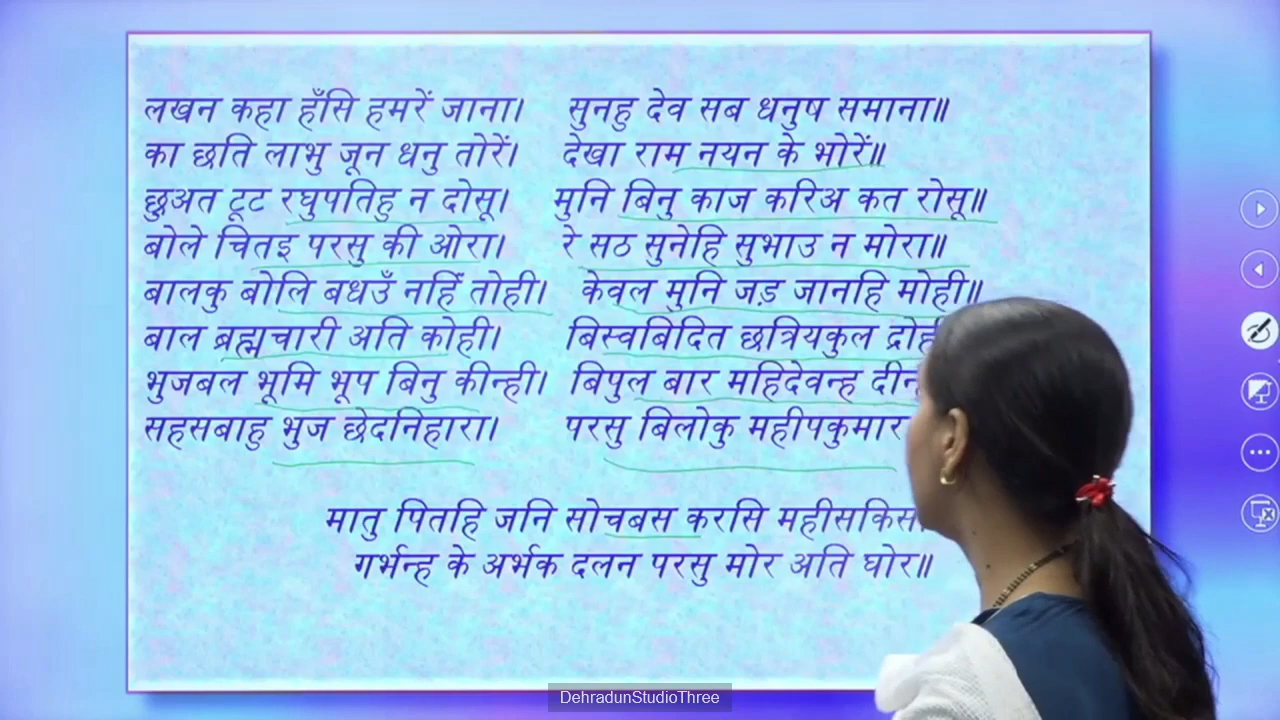 लखन कहा हँसि हमरें जाना। सुनहु देव सब धनुष समाना॥
का छति लाभु जून धनु तोरें। देखा राम नयन के भोरें॥
छुअत टूट रघुपतिहु न दोसू। मुनि बिनु काज करिअ कत रोसू॥
बोले चितइ परसु की ओरा। रे सठ सुनेहि सुभाउ न मोरा॥
बालकु बोलि बधउँ नहिं तोही। केवल मुनि जड़ जानहि मोही॥
बाल ब्रह्मचारी अति कोही। बिस्वबिदित छत्रियकुल
भुजबल भूमि भूप बिनु कीन्ही। बिपुल बार महिदेवन्ह
सहसबाहु भुज छेदनिहारा। परसु बिलोकु महीपकुमार
मातु पितहि जनि सोचबस करसि
गर्भन्ह के अर्भक दलन परसु मोर अति घोर॥
DehradunStudioThree